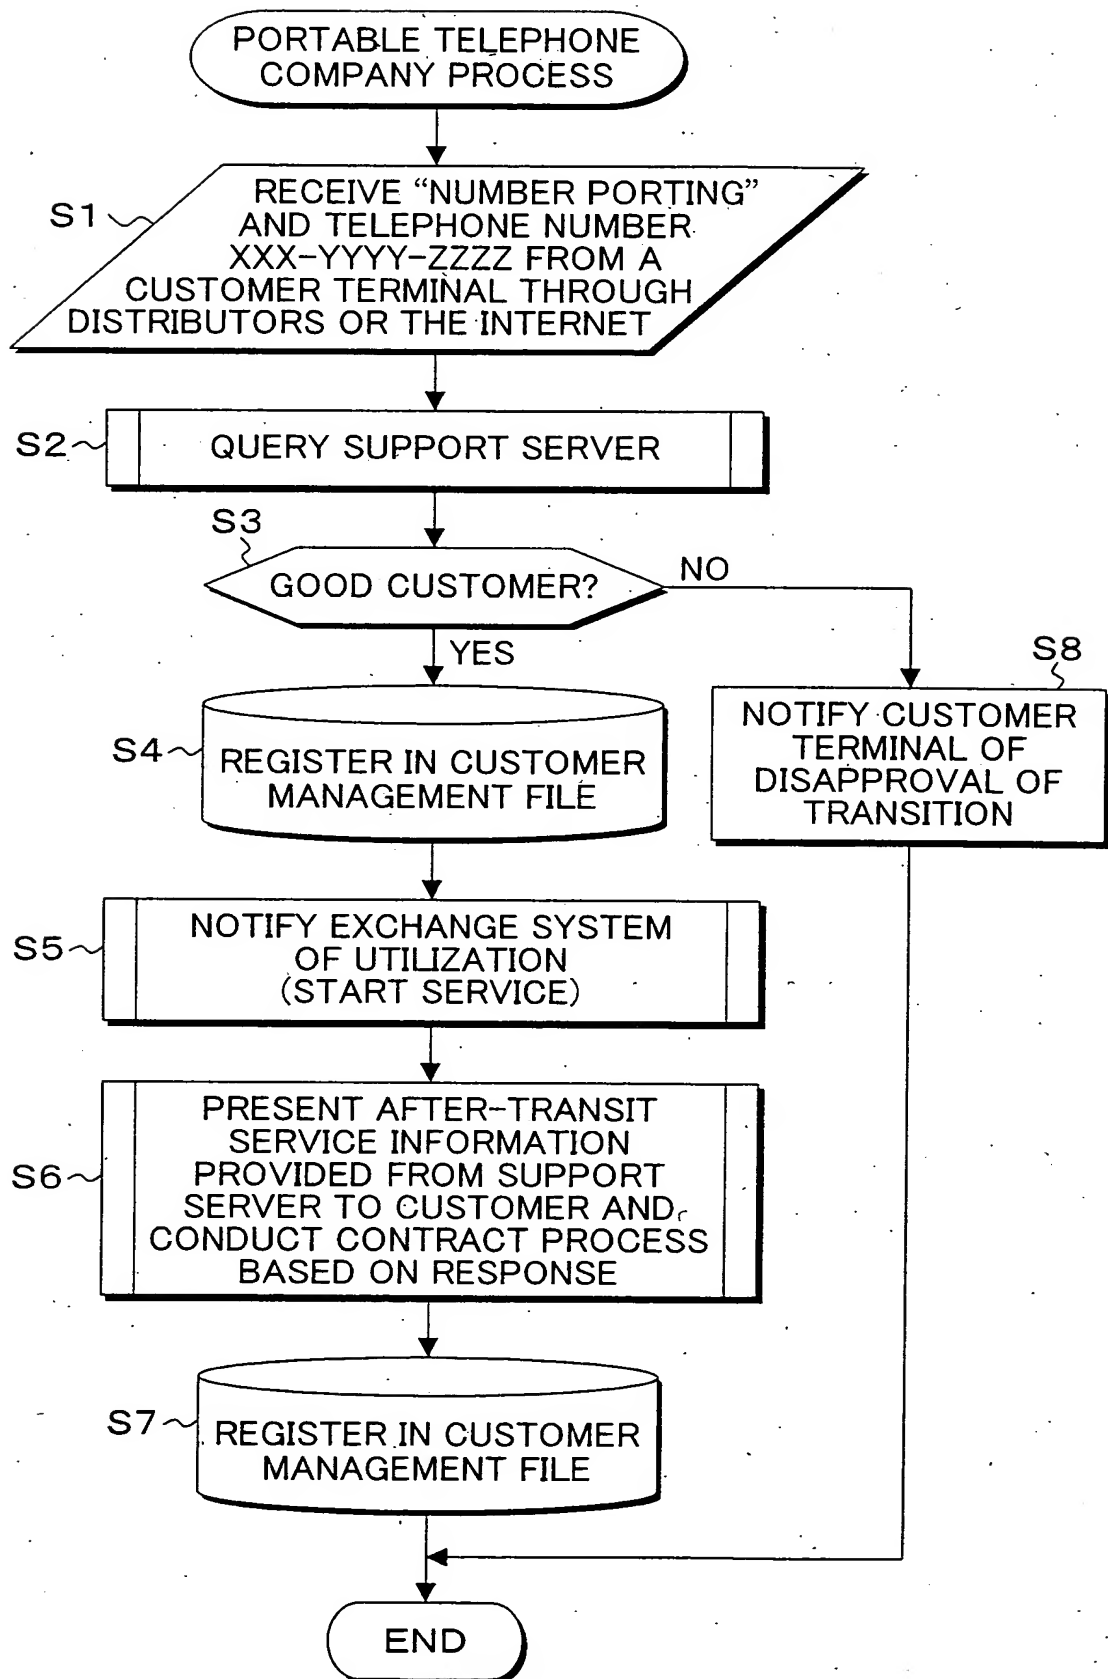 PORTABLE TELEPHONE
COMPANY PROCESS
S1
RECEIVE “NUMBER PORTING”
AND TELEPHONE NUMBER
XXX-YYYY-ZZZZ FROM A
CUSTOMER TERMINAL THROUGH
DISTRIBUTORS OR THE INTERNET
S2
QUERY SUPPORT SERVER
S3
GOOD CUSTOMER?
NO
YES
S4
REGISTER IN CUSTOMER
MANAGEMENT FILE
S8
NOTIFY CUSTOMER
TERMINAL OF
DISAPPROVAL OF
TRANSITION
S5
NOTIFY EXCHANGE SYSTEM
OF UTILIZATION
(START SERVICE)
S6
PRESENT AFTER-TRANSIT
SERVICE INFORMATION
PROVIDED FROM SUPPORT
SERVER TO CUSTOMER AND
CONDUCT CONTRACT PROCESS
BASED ON RESPONSE
S7
REGISTER IN CUSTOMER
MANAGEMENT FILE
END